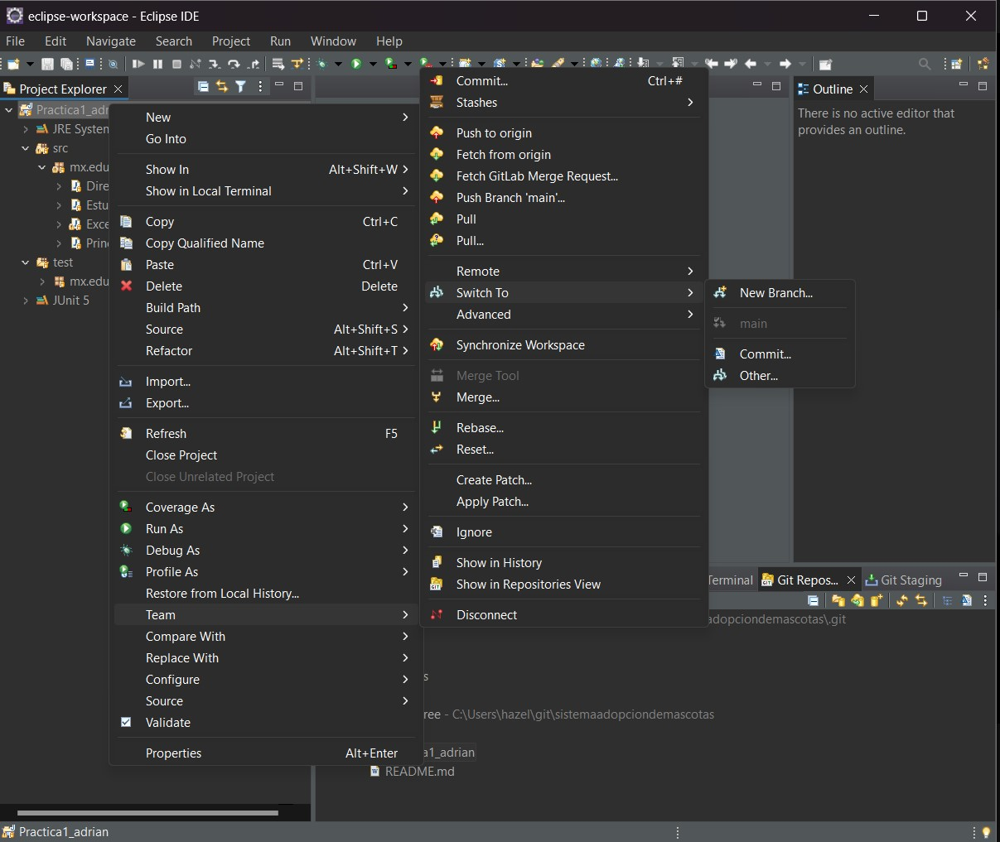 eclipse-workspace - Eclipse IDE
File Edit Navigate Search Project Run Window Help
Project Explorer
Practica1_adri
JRE System
src
mx.edu
Dire
Estu
Exce
Prin
test
mx.edu
JUnit 5
New
Go Into
Show In Alt+Shift+W
Show in Local Terminal
Copy Ctrl+C
Copy Qualified Name
Paste Ctrl+V
Delete Delete
Build Path
Source Alt+Shift+S
Refactor Alt+Shift+T
Import...
Export...
Refresh F5
Close Project
Close Unrelated Project
Coverage As
Run As
Debug As
Profile As
Restore from Local History...
Team
Compare With
Replace With
Configure
Source
Validate
Properties Alt+Enter
Commit... Ctrl+#
Stashes
Push to origin
Fetch from origin
Fetch GitLab Merge Request...
Push Branch 'main'...
Pull
Pull...
Remote
Switch To
Advanced
Synchronize Workspace
Merge Tool
Merge...
Rebase...
Reset...
Create Patch...
Apply Patch...
Ignore
Show in History
Show in Repositories View
Disconnect
New Branch...
main
Commit...
Other...
Outline
There is no active editor that
provides an outline.
Terminal Git Repos... Git Staging
adopciondemascotas\.git
s
ree - C:\Users\hazel\git\sistemaadopciondemascotas
a1_adrian
README.md
Practica1_adrian